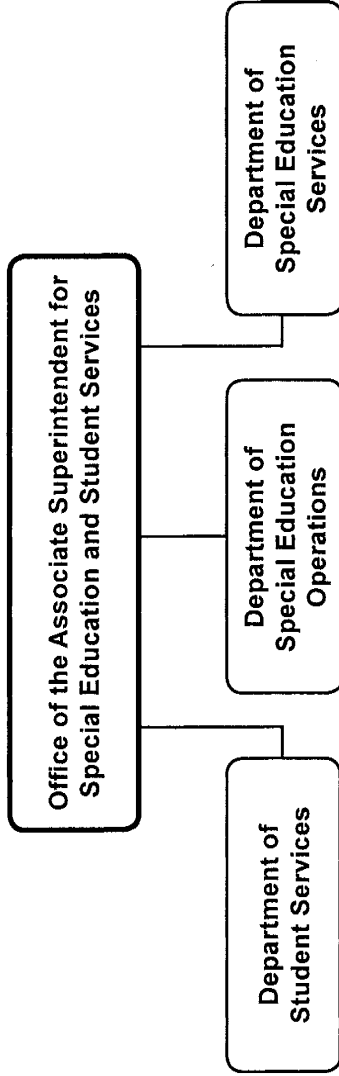 Office of the Associate Superintendent for
Special Education and Student Services
Department of
Student Services
Department of
Special Education
Operations
Department of
Special Education
Services